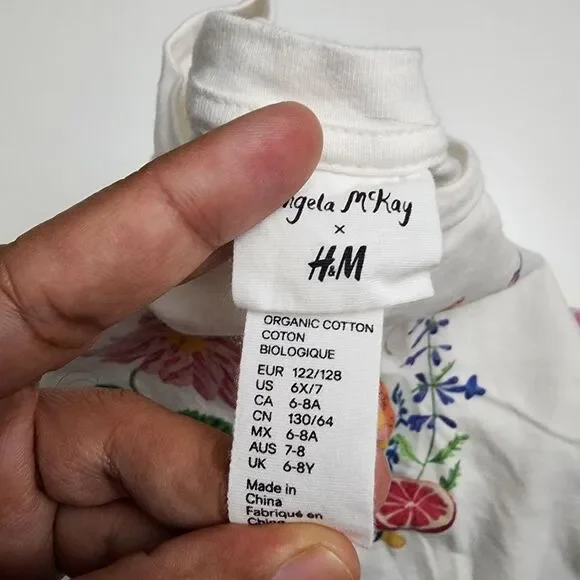 ngela McKay
×
H&M
ORGANIC COTTON
COTON
BIOLOGIQUE
EUR 122/128
US 6X/7
CA 6-8A
CN 130/64
MX 6-8A
AUS 7-8
UK 6-8Y
Made in
China
Fabriqué en
Chine